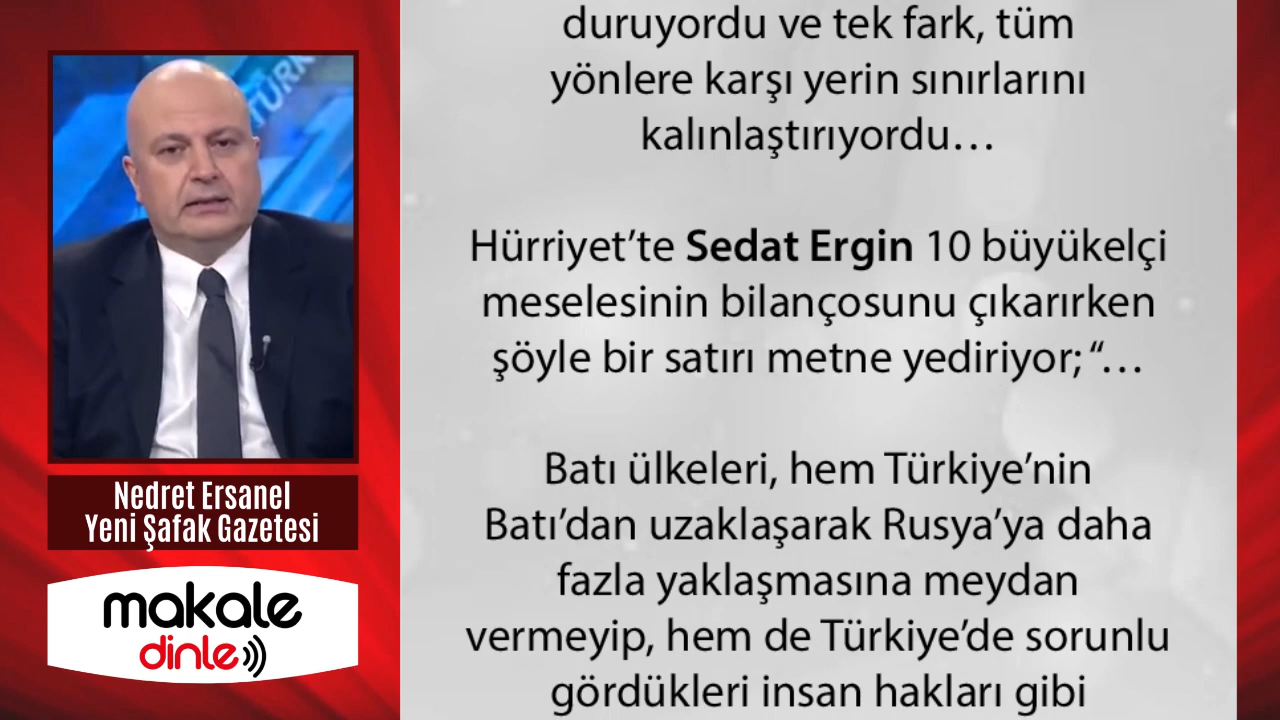 TÜRK
Nedret Ersanel
Yeni Şafak Gazetesi
makale
dinle
duruyordu ve tek fark, tüm
yönlere karşı yerin sınırlarını
kalınlaştırıyordu…
Hürriyet’te Sedat Ergin 10 büyükelçi
meselesinin bilançosunu çıkarırken
şöyle bir satırı metne yediriyor; “…
Batı ülkeleri, hem Türkiye’nin
Batı’dan uzaklaşarak Rusya’ya daha
fazla yaklaşmasına meydan
vermeyip, hem de Türkiye’de sorunlu
gördükleri insan hakları gibi